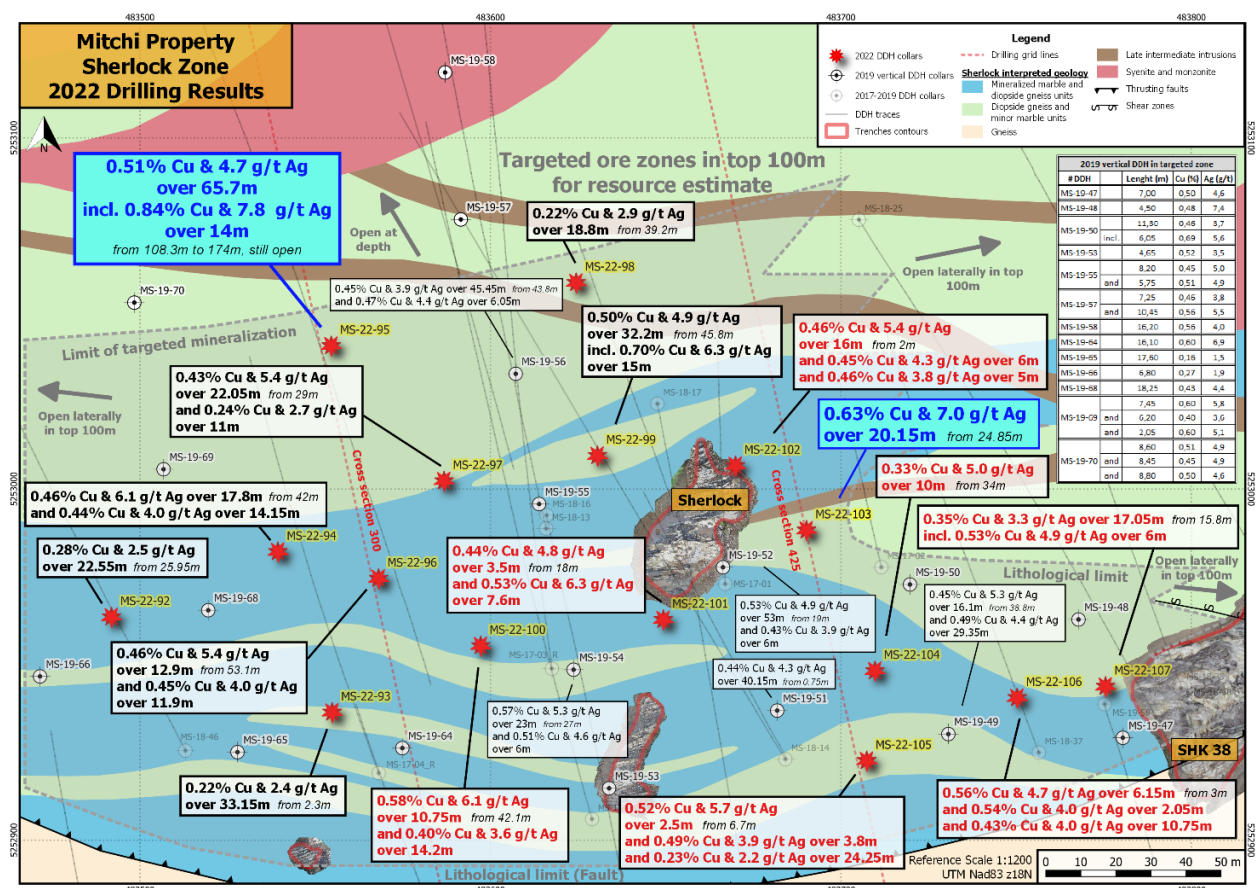 483500
483600
483700
483800
Mitchi Property
Sherlock Zone
2022 Drilling Results
N
5253100
5253100
5253000
5253000
5252900
5252900
Legend
2022 DDH collars
2019 vertical DDH collars
2017-2019 DDH collars
DDH traces
Trenches contours
Drilling grid lines
Sherlock interpreted geology
Mineralized marble and
diopside gneiss units
Diopside gneiss and
minor marble units
Gneiss
Late intermediate intrusions
Syenite and monzonite
Thrusting faults
Shear zones
2019 vertical DDH in targeted zone
# DDH Lenght (m) Cu (%) Ag (g/t)
MS-19-47 7,00 0,50 4,6
MS-19-48 4,50 0,48 7,4
MS-19-50 11,30 0,46 3,7
incl. 6,05 0,69 5,6
MS-19-53 4,65 0,52 3,5
MS-19-55 8,20 0,45 5,0
and 5,75 0,51 4,9
MS-19-57 7,25 0,46 3,8
and 10,45 0,56 5,5
MS-19-58 16,20 0,56 4,0
MS-19-64 16,10 0,60 6,9
MS-19-65 17,60 0,16 1,5
MS-19-66 6,80 0,27 1,9
MS-19-68 18,25 0,43 4,4
MS-19-69 7,45 0,60 5,8
and 6,20 0,40 3,6
and 2,05 0,60 5,1
MS-19-70 8,60 0,51 4,9
and 8,45 0,45 4,9
and 8,80 0,50 4,6
MS-19-58
0.51% Cu & 4.7 g/t Ag
over 65.7m
incl. 0.84% Cu & 7.8 g/t Ag
over 14m
from 108.3m to 174m, still open
Targeted ore zones in top 100m
for resource estimate
MS-19-57
Open at
depth
0.22% Cu & 2.9 g/t Ag
over 18.8m from 39.2m
MS-18-25
Open laterally in top
100m
MS-22-98
MS-19-70
0.45% Cu & 3.9 g/t Ag over 45.45m from 43.8m
and 0.47% Cu & 4.4 g/t Ag over 6.05m
MS-22-95
Limit of targeted mineralization
0.50% Cu & 4.9 g/t Ag
over 32.2m from 45.8m
incl. 0.70% Cu & 6.3 g/t Ag
over 15m
0.46% Cu & 5.4 g/t Ag
over 16m from 2m
and 0.45% Cu & 4.3 g/t Ag over 6m
and 0.46% Cu & 3.8 g/t Ag over 5m
MS-19-56
Open laterally
in top 100m
0.43% Cu & 5.4 g/t Ag
over 22.05m from 29m
and 0.24% Cu & 2.7 g/t Ag
over 11m
MS-18-17
0.63% Cu & 7.0 g/t Ag
over 20.15m from 24.85m
MS-22-99
MS-22-102
MS-19-69
MS-22-97
Cross section 300
Cross section 425
0.33% Cu & 5.0 g/t Ag
over 10m from 34m
0.46% Cu & 6.1 g/t Ag over 17.8m from 42m
and 0.44% Cu & 4.0 g/t Ag over 14.15m
MS-19-55
MS-18-16
MS-18-13
Sherlock
MS-22-103
0.35% Cu & 3.3 g/t Ag over 17.05m from 15.8m
incl. 0.53% Cu & 4.9 g/t Ag over 6m
MS-22-94
0.28% Cu & 2.5 g/t Ag
over 22.55m from 25.95m
MS-22-96
0.44% Cu & 4.8 g/t Ag
over 3.5m from 18m
and 0.53% Cu & 6.3 g/t Ag
over 7.6m
MS-19-52
MS-17-01
MS-17-02
MS-19-50
Lithological limit
Open laterally
in top 100m
MS-22-92
MS-19-68
MS-22-101
0.53% Cu & 4.9 g/t Ag
over 53m from 19m
and 0.43% Cu & 3.9 g/t Ag
over 6m
0.45% Cu & 5.3 g/t Ag
over 16.1m from 38.8m
and 0.49% Cu & 4.4 g/t Ag
over 29.35m
MS-19-48
S S
MS-22-100
MS-17-03_R
MS-19-54
0.44% Cu & 4.3 g/t Ag
over 40.15m from 0.75m
MS-22-104
MS-19-66
0.46% Cu & 5.4 g/t Ag
over 12.9m from 53.1m
and 0.45% Cu & 4.0 g/t Ag
over 11.9m
MS-22-93
MS-19-51
MS-22-106
MS-22-107
0.57% Cu & 5.3 g/t Ag
over 23m from 27m
and 0.51% Cu & 4.6 g/t Ag
over 6m
MS-18-46
MS-19-65
MS-19-64
MS-17-04_R
MS-18-14
MS-22-105
MS-19-49
MS-18-37
MS-19-47
SHK 38
0.22% Cu & 2.4 g/t Ag
over 33.15m from 2.3m
MS-19-53
0.58% Cu & 6.1 g/t Ag
over 10.75m from 42.1m
and 0.40% Cu & 3.6 g/t Ag
over 14.2m
0.52% Cu & 5.7 g/t Ag
over 2.5m from 6.7m
and 0.49% Cu & 3.9 g/t Ag over 3.8m
and 0.23% Cu & 2.2 g/t Ag over 24.25m
0.56% Cu & 4.7 g/t Ag over 6.15m from 3m
and 0.54% Cu & 4.0 g/t Ag over 2.05m
and 0.43% Cu & 4.0 g/t Ag over 10.75m
Lithological limit (Fault)
Reference Scale 1:1200
UTM Nad83 z18N
0 10 20 30 40 50 m
483500
483600
483700